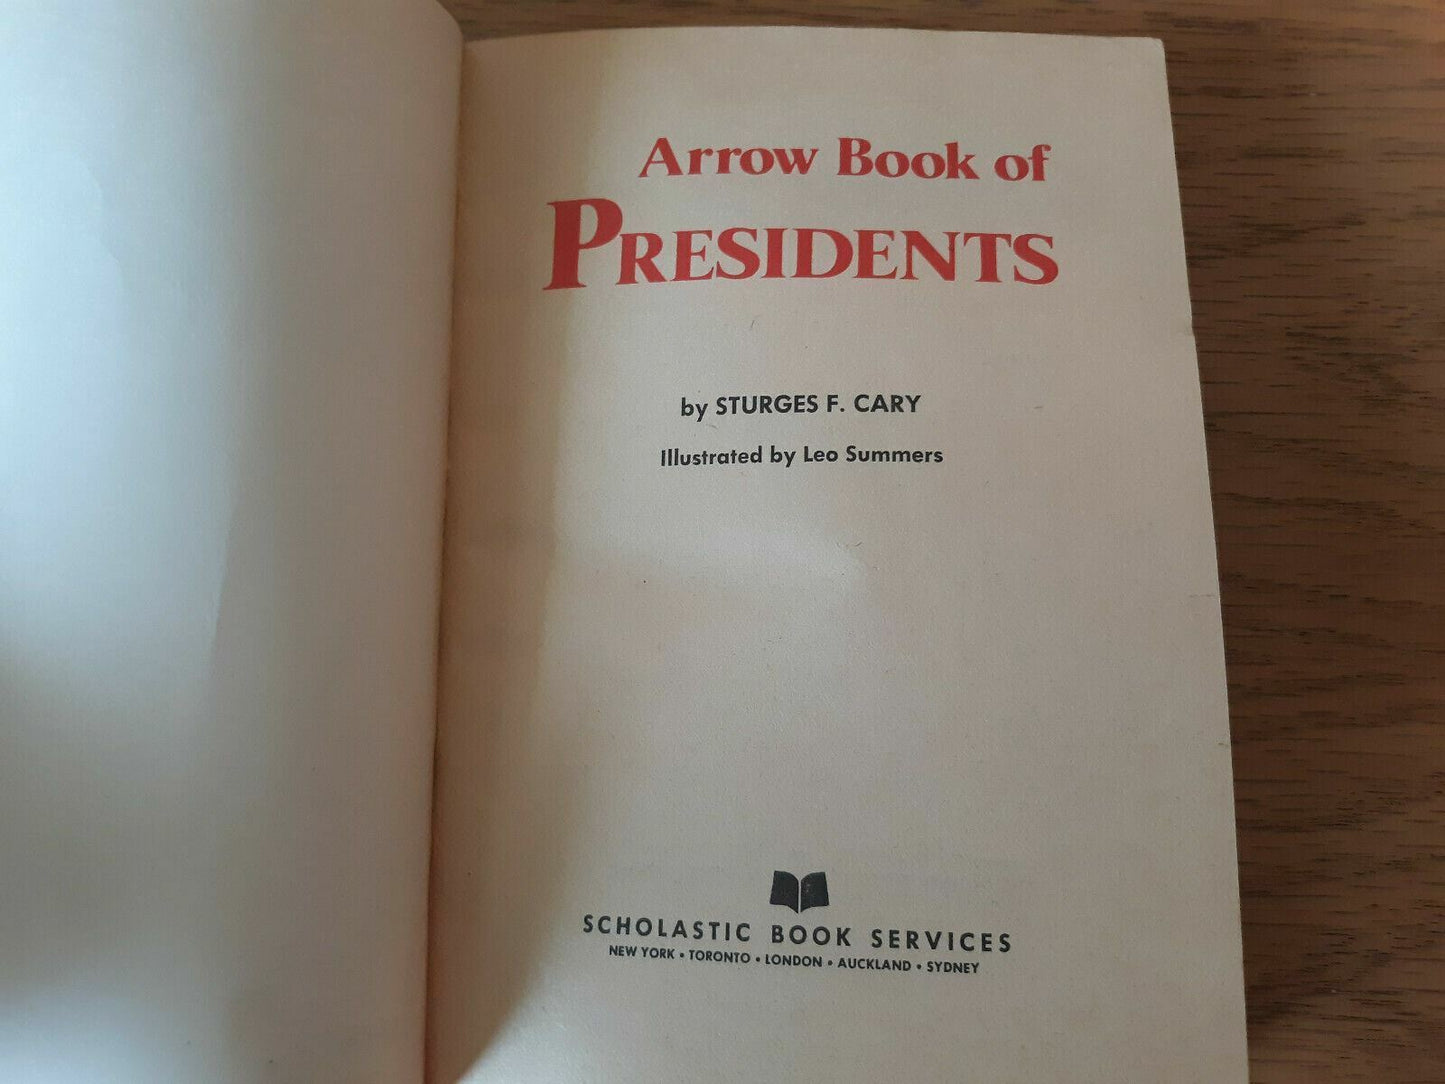 Arrow Book of
PRESIDENTS
by STURGES F. CARY
Illustrated by Leo Summers
SCHOLASTIC BOOK SERVICES
NEW YORK • TORONTO • LONDON • AUCKLAND • SYDNEY